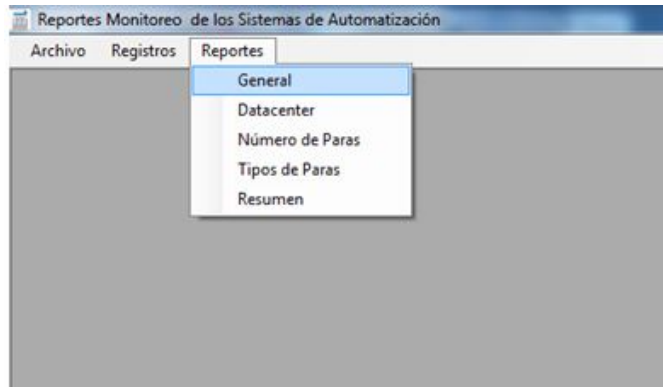 Reportes Monitoreo de los Sistemas de Automatización
Archivo Registros Reportes
General
Datacenter
Número de Paras
Tipos de Paras
Resumen